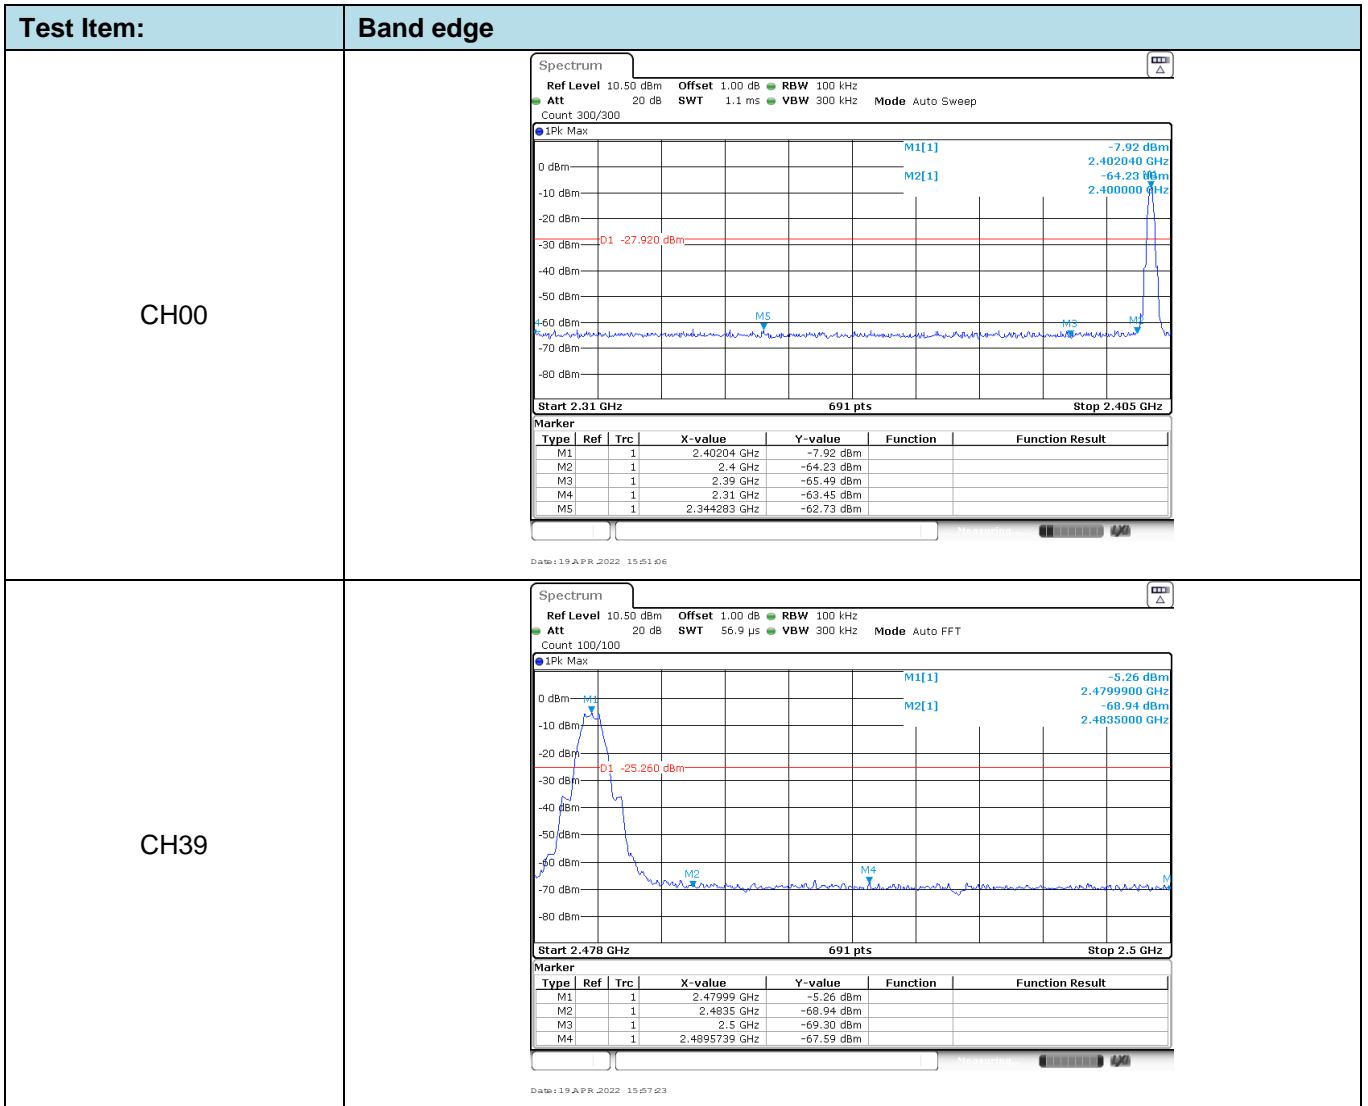 Test Item: Band edge
CH00
Spectrum
Ref Level 10.50 dBm Offset 1.00 dB RBW 100 kHz
Att 20 dB SWT 1.1 ms VBW 300 kHz Mode Auto Sweep
Count 300/300
1Pk Max
M1[1] -7.92 dBm
2.402040 GHz
M2[1] -64.23 dBm
2.400000 GHz
M1
0 dBm
-10 dBm
-20 dBm
D1 -27.920 dBm
-30 dBm
-40 dBm
-50 dBm
M5
-60 dBm
M3
M2
-70 dBm
-80 dBm
Start 2.31 GHz 691 pts Stop 2.405 GHz
Marker
Type Ref Trc X-value Y-value Function Function Result
M1 1 2.40204 GHz -7.92 dBm
M2 1 2.4 GHz -64.23 dBm
M3 1 2.39 GHz -65.49 dBm
M4 1 2.31 GHz -63.45 dBm
M5 1 2.344283 GHz -62.73 dBm
Measuring...
Date: 19.APR.2022 15:51:06
CH39
Spectrum
Ref Level 10.50 dBm Offset 1.00 dB RBW 100 kHz
Att 20 dB SWT 56.9 µs VBW 300 kHz Mode Auto FFT
Count 100/100
1Pk Max
M1[1] -5.26 dBm
2.4799900 GHz
M2[1] -68.94 dBm
2.4835000 GHz
0 dBm
M1
-10 dBm
-20 dBm
D1 -25.260 dBm
-30 dBm
-40 dBm
-50 dBm
-60 dBm
M2
M4
M
-70 dBm
-80 dBm
Start 2.478 GHz 691 pts Stop 2.5 GHz
Marker
Type Ref Trc X-value Y-value Function Function Result
M1 1 2.47999 GHz -5.26 dBm
M2 1 2.4835 GHz -68.94 dBm
M3 1 2.5 GHz -69.30 dBm
M4 1 2.4895739 GHz -67.59 dBm
Measuring...
Date: 19.APR.2022 15:57:23